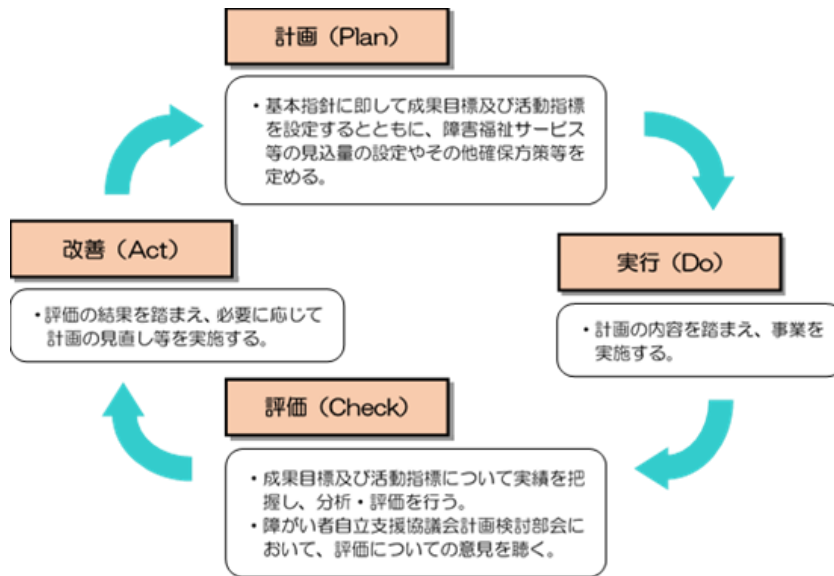 計画（Plan）
・基本指針に即して成果目標及び活動指標
を設定するとともに、障害福祉サービス
等の見込量の設定やその他確保方策等を
定める。
改善（Act）
・評価の結果を踏まえ、必要に応じて
計画の見直し等を実施する。
実行（Do）
・計画の内容を踏まえ、事業を
実施する。
評価（Check）
・成果目標及び活動指標について実績を把
握し、分析・評価を行う。
・障がい者自立支援協議会計画検討部会に
おいて、評価についての意見を聴く。